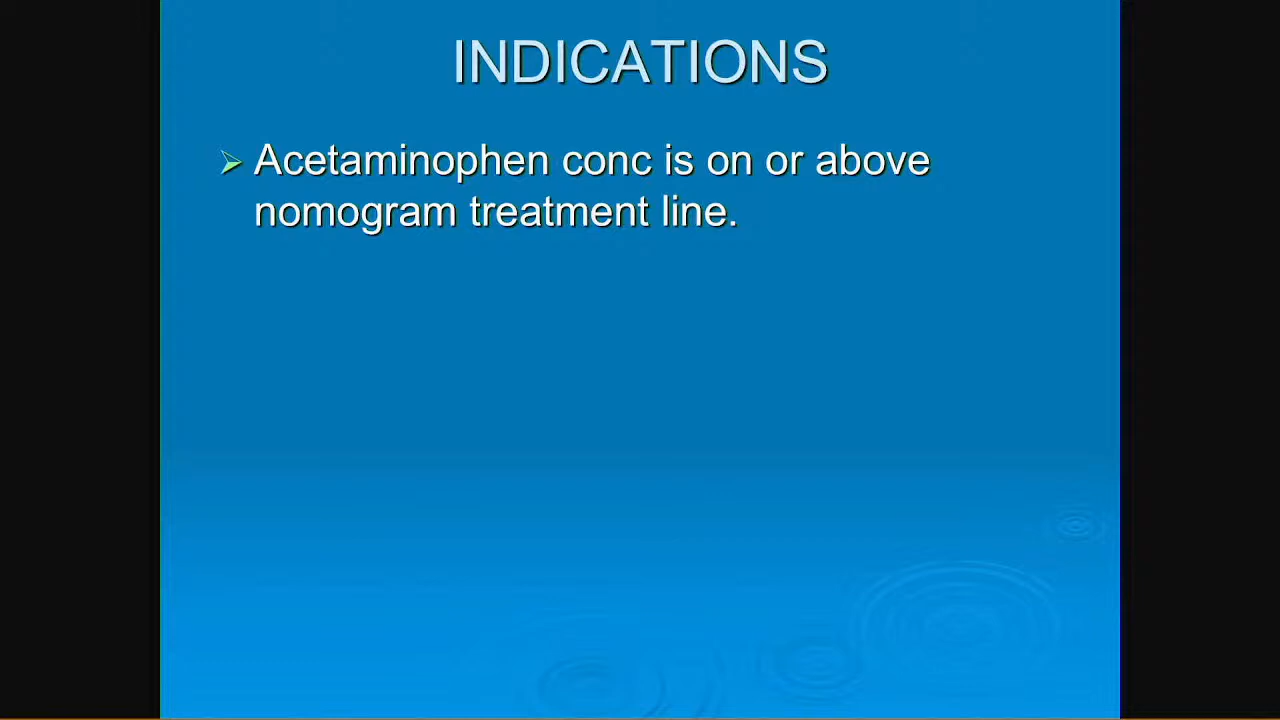 INDICATIONS
Acetaminophen conc is on or above
nomogram treatment line.